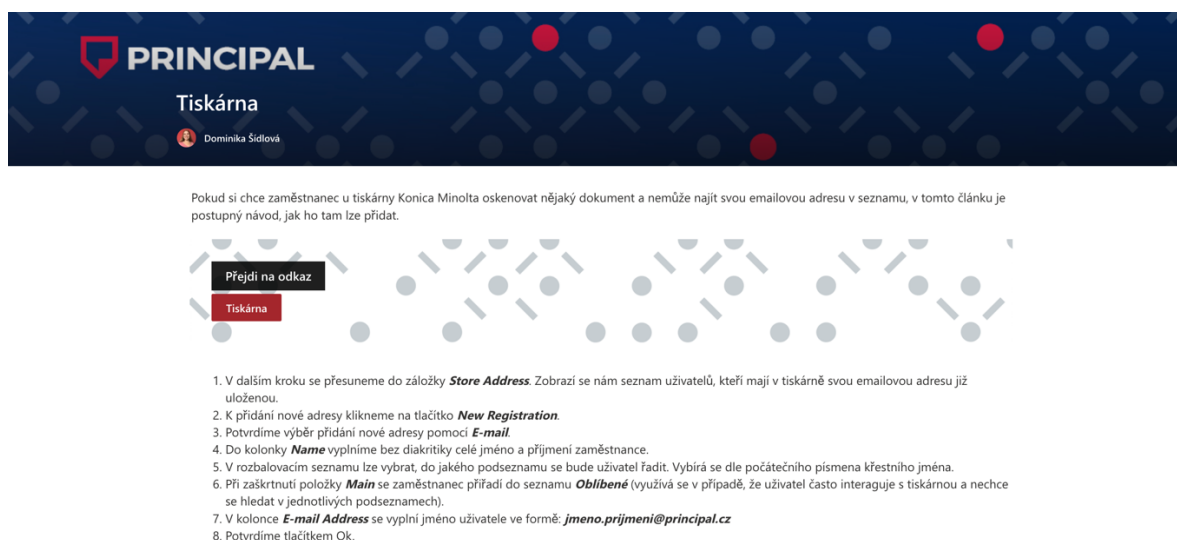 PRINCIPAL
Tiskárna
Dominika Šídlová
Pokud si chce zaměstnanec u tiskárny Konica Minolta oskenovat nějaký dokument a nemůže najít svou emailovou adresu v seznamu, v tomto článku je
postupný návod, jak ho tam lze přidat.
Přejdi na odkaz
Tiskárna
1. V dalším kroku se přesuneme do záložky Store Address. Zobrazí se nám seznam uživatelů, kteří mají v tiskárně svou emailovou adresu již
uloženou.
2. K přidání nové adresy klikneme na tlačítko New Registration.
3. Potvrdíme výběr přidání nové adresy pomocí E-mail.
4. Do kolonky Name vyplníme bez diakritiky celé jméno a příjmení zaměstnance.
5. V rozbalovacím seznamu lze vybrat, do jakého podseznamu se bude uživatel řadit. Vybírá se dle počátečního písmena křestního jména.
6. Při zaškrtnutí položky Main se zaměstnanec přiřadí do seznamu Oblíbené (využívá se v případě, že uživatel často interaguje s tiskárnou a nechce
se hledat v jednotlivých podseznamech).
7. V kolonce E-mail Address se vyplní jméno uživatele ve formě: jmeno.prijmeni@principal.cz
8. Potvrdíme tlačítkem Ok.